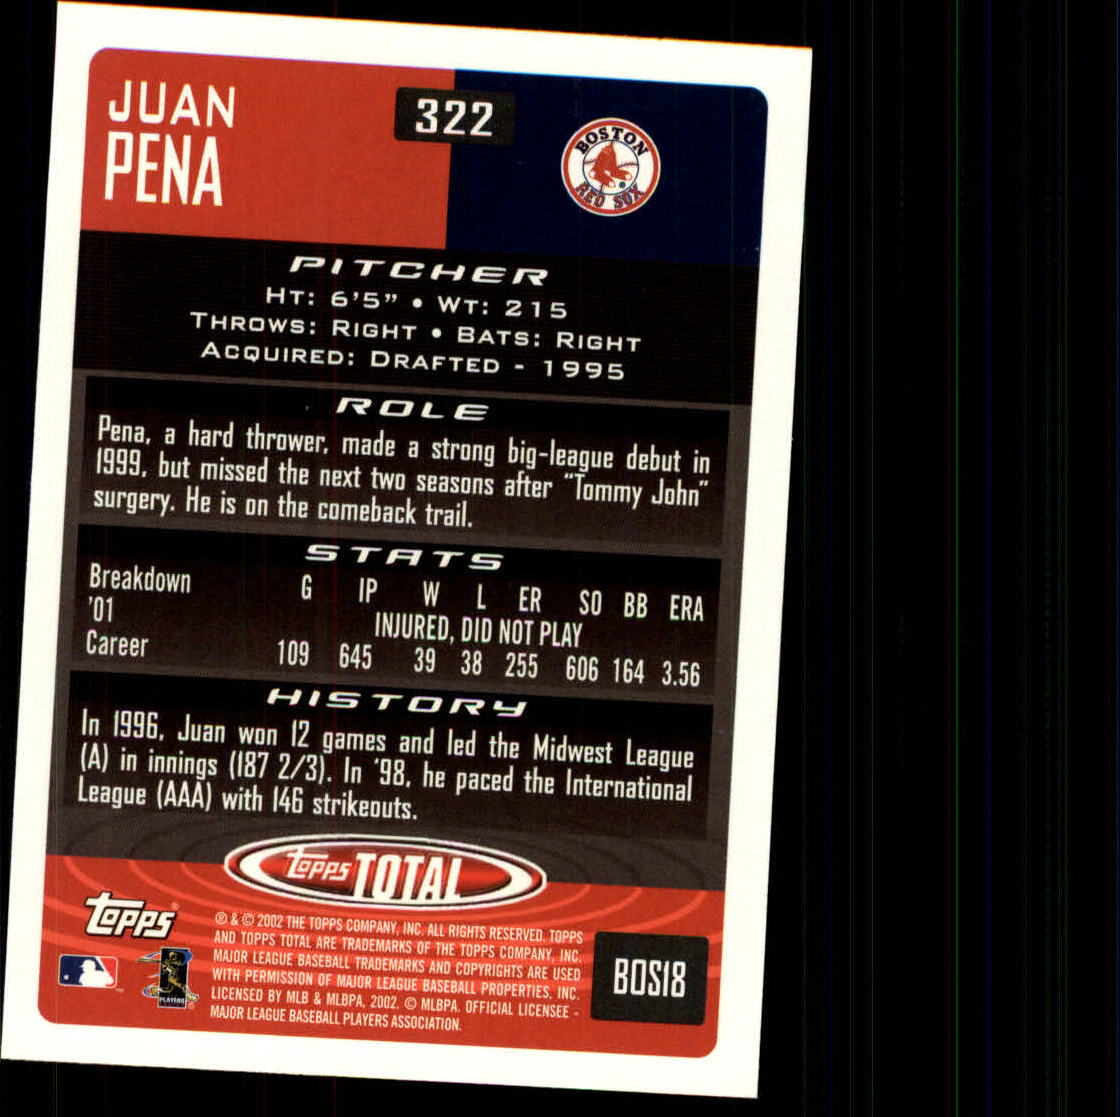 JUAN
PENA
322
BOSTON
RED SOX
PITCHER
HT: 6'5" • WT: 215
THROWS: RIGHT • BATS: RIGHT
ACQUIRED: DRAFTED - 1995
ROLE
Pena, a hard thrower, made a strong big-league debut in
1999, but missed the next two seasons after "Tommy John"
surgery. He is on the comeback trail.
STATS
Breakdown G IP W L ER SO BB ERA
'01 INJURED, DID NOT PLAY
Career 109 645 39 38 255 606 164 3.56
HISTORY
In 1996, Juan won 12 games and led the Midwest League
(A) in innings (187 2/3). In '98, he paced the International
League (AAA) with 146 strikeouts.
topps TOTAL
topps®
® & © 2002 THE TOPPS COMPANY, INC. ALL RIGHTS RESERVED. TOPPS
AND TOPPS TOTAL ARE TRADEMARKS OF THE TOPPS COMPANY, INC.
MAJOR LEAGUE BASEBALL TRADEMARKS AND COPYRIGHTS ARE USED
WITH PERMISSION OF MAJOR LEAGUE BASEBALL PROPERTIES, INC.
LICENSED BY MLB & MLBPA, 2002. © MLBPA. OFFICIAL LICENSEE -
MAJOR LEAGUE BASEBALL PLAYERS ASSOCIATION.
PLAYERS
BOS18